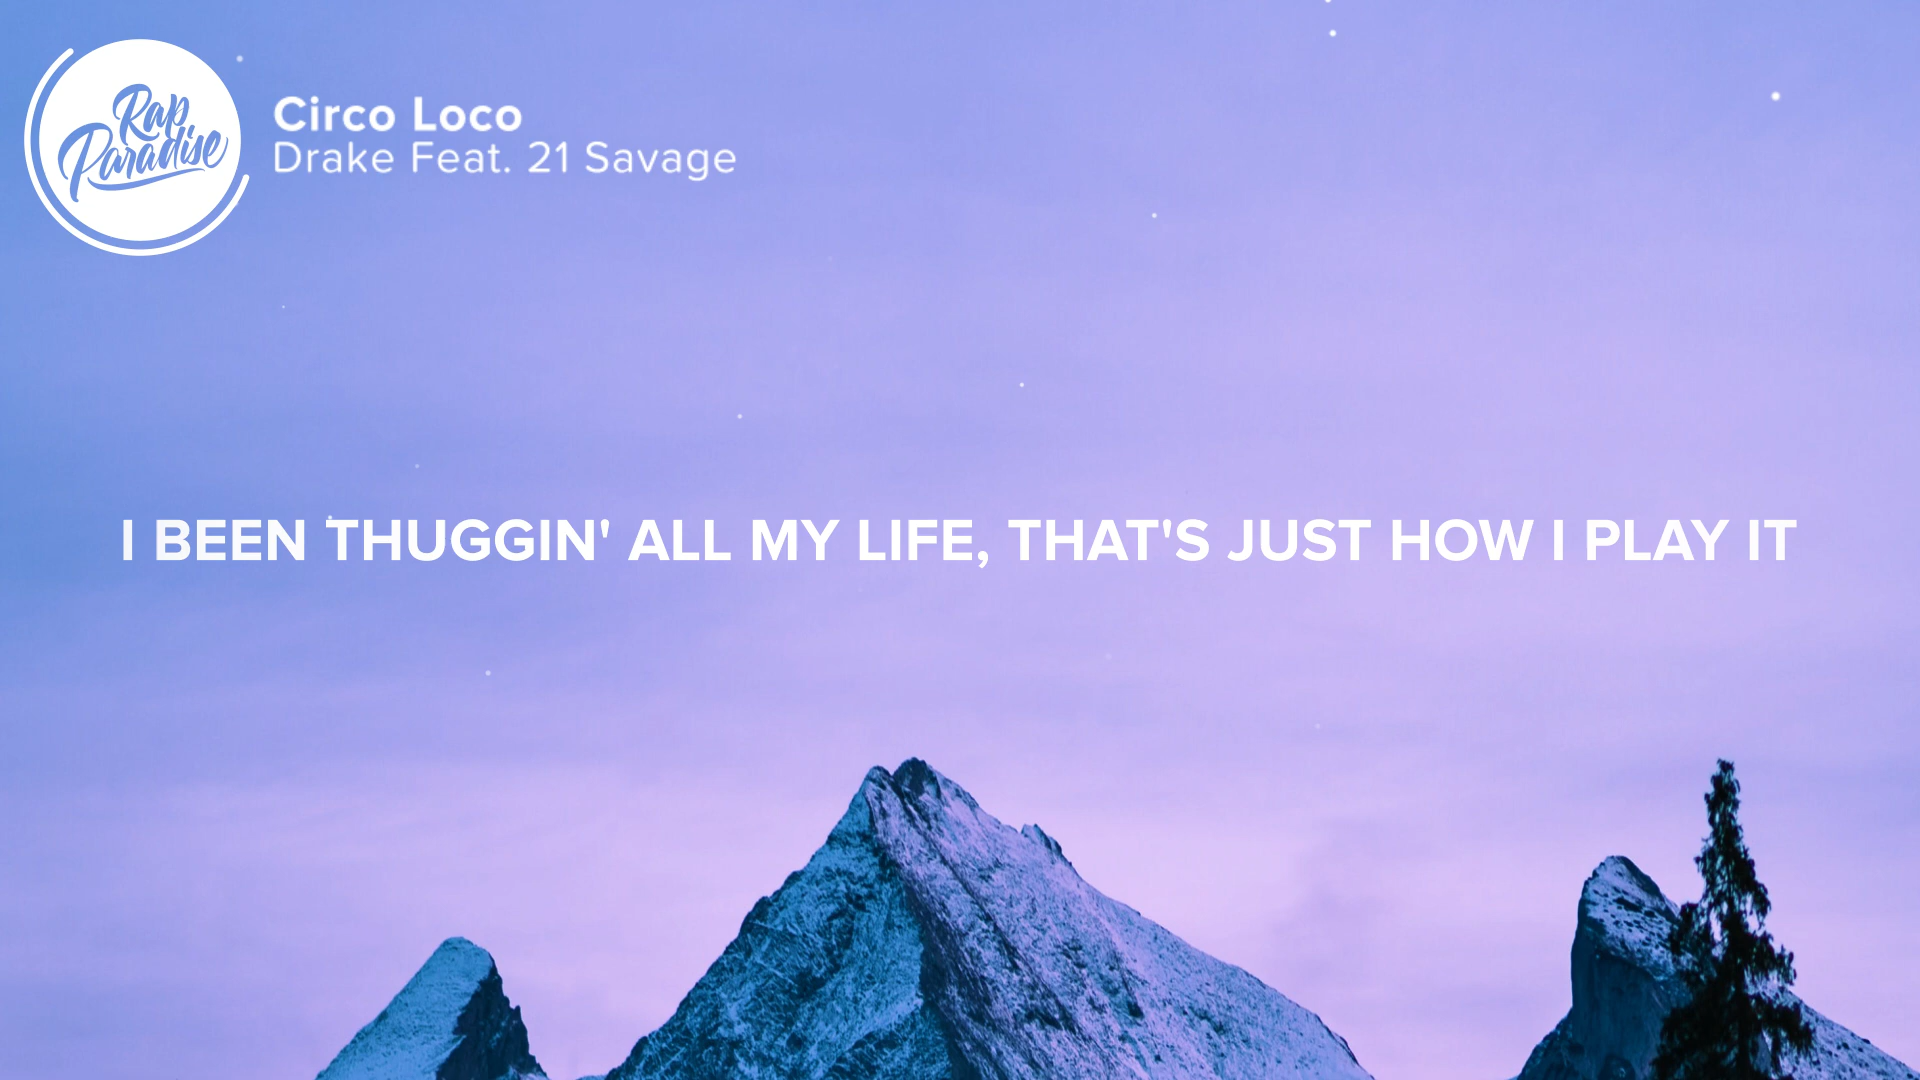 Rap
Paradise
Circo Loco
Drake Feat. 21 Savage
I BEEN THUGGIN' ALL MY LIFE, THAT'S JUST HOW I PLAY IT